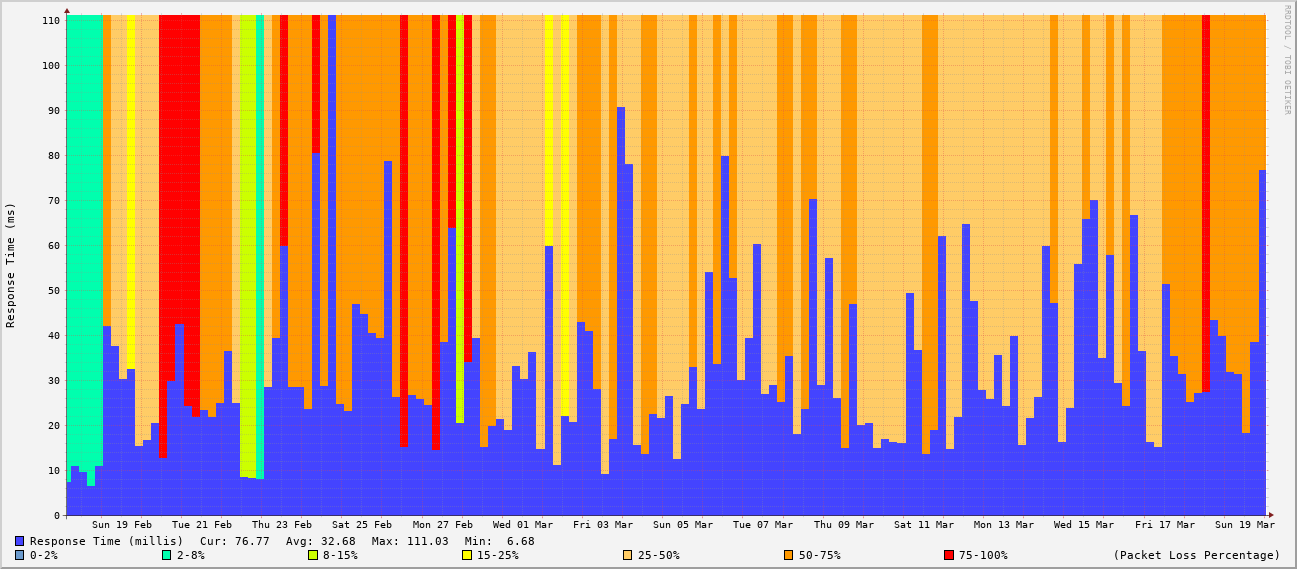 RRDTOOL / TOBI OETIKER
Response Time (ms)
110
100
90
80
70
60
50
40
30
20
10
0
Sun 19 Feb Tue 21 Feb Thu 23 Feb Sat 25 Feb Mon 27 Feb Wed 01 Mar Fri 03 Mar Sun 05 Mar Tue 07 Mar Thu 09 Mar Sat 11 Mar Mon 13 Mar Wed 15 Mar Fri 17 Mar Sun 19 Mar
Response Time (millis) Cur: 76.77 Avg: 32.68 Max: 111.03 Min: 6.68
0-2% 2-8% 8-15% 15-25% 25-50% 50-75% 75-100% (Packet Loss Percentage)